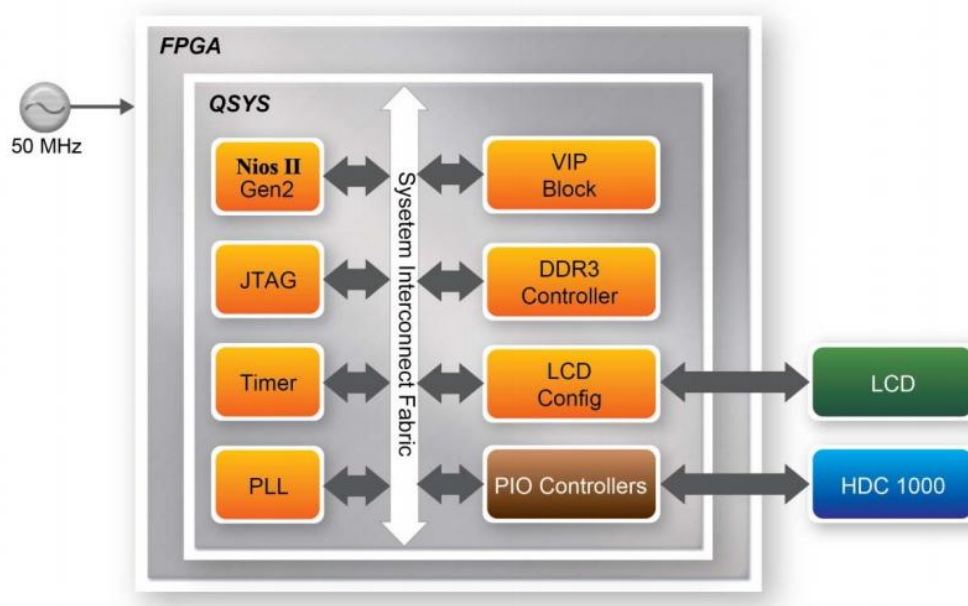 FPGA
QSYS
50 MHz
Nios II
Gen2
VIP
Block
JTAG
DDR3
Controller
Sysetem Interconnect Fabric
Timer
LCD
Config
LCD
PLL
PIO Controllers
HDC 1000